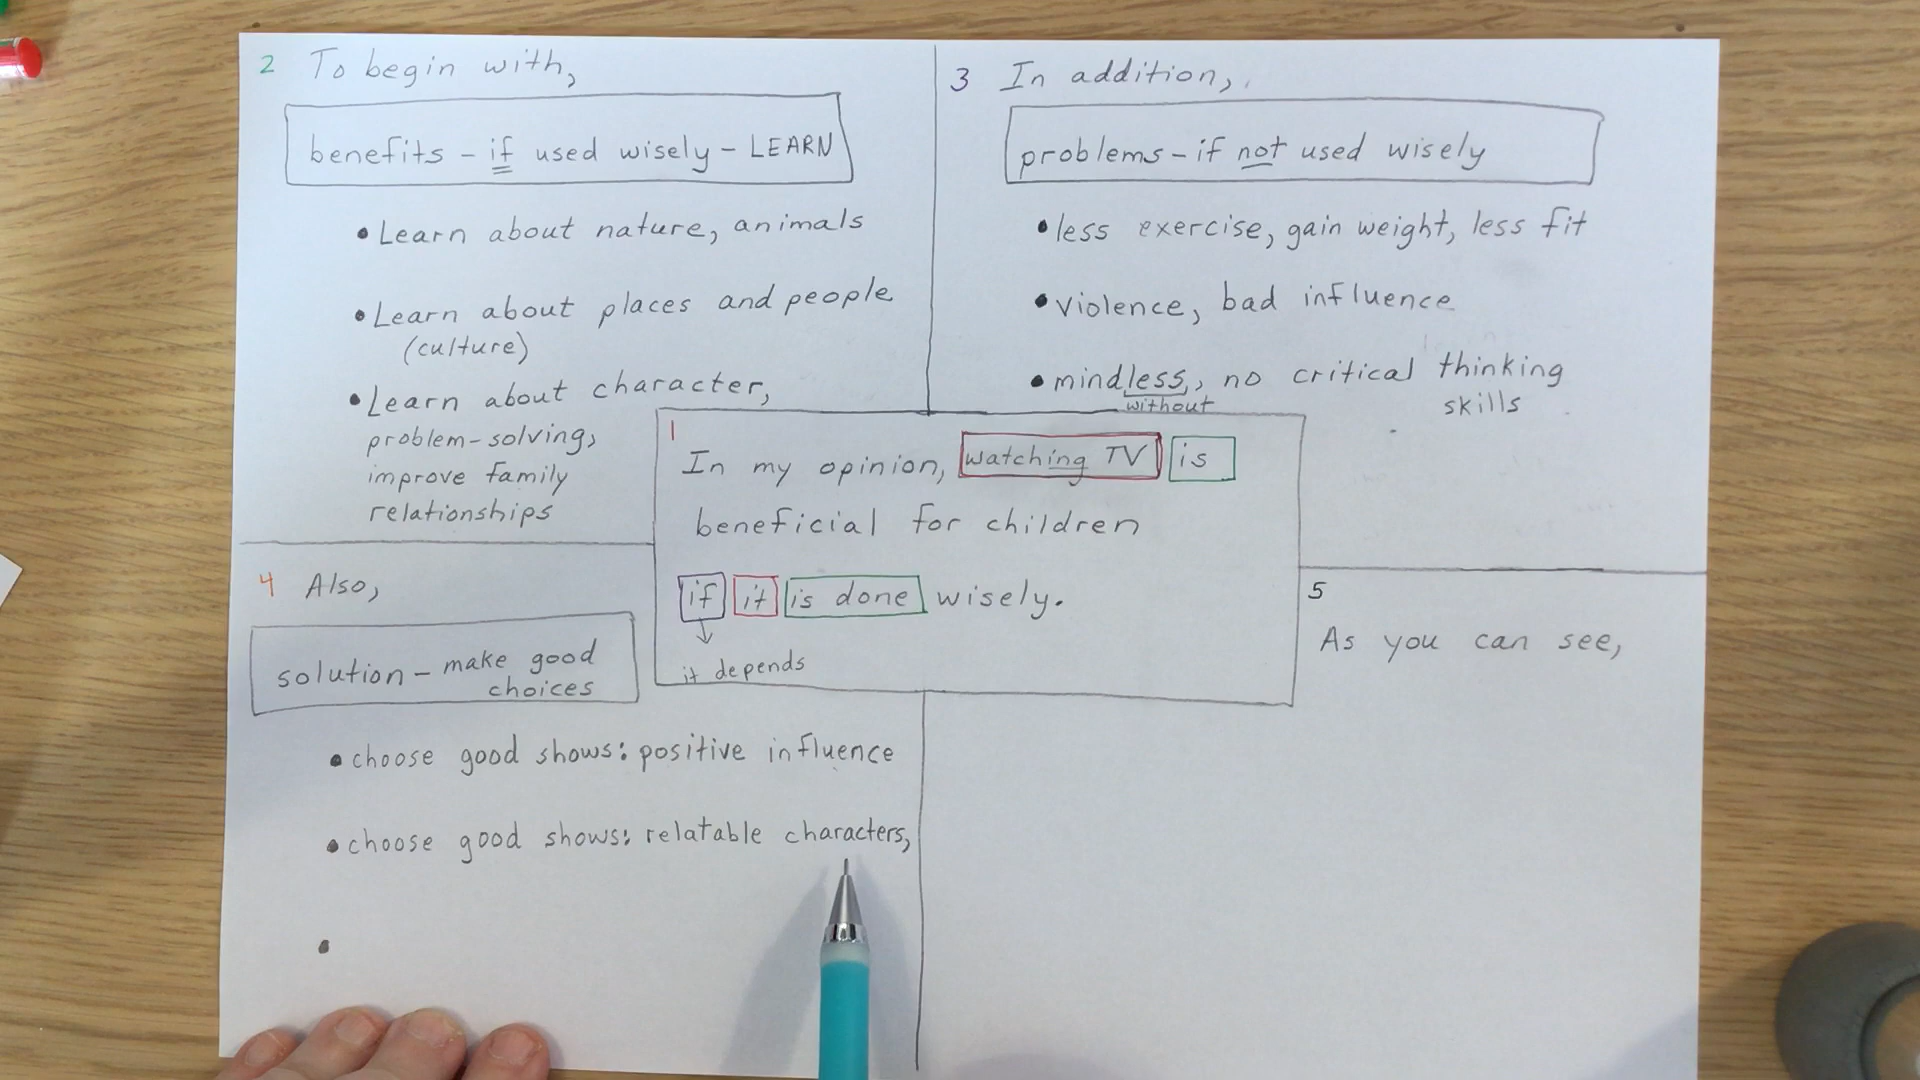 2 To begin with,
benefits - if used wisely - LEARN
• Learn about nature, animals
• Learn about places and people
(culture)
• Learn about character,
problem-solving,
improve family
relationships
3 In addition,
problems - if not used wisely
• less exercise, gain weight, less fit
• violence, bad influence
• mindless, no critical thinking
without
skills
1
In my opinion, watching TV is
beneficial for children
if it is done wisely.
it depends
4 Also,
solution - make good
choices
• choose good shows: positive influence
• choose good shows: relatable characters,
•
5
As you can see,